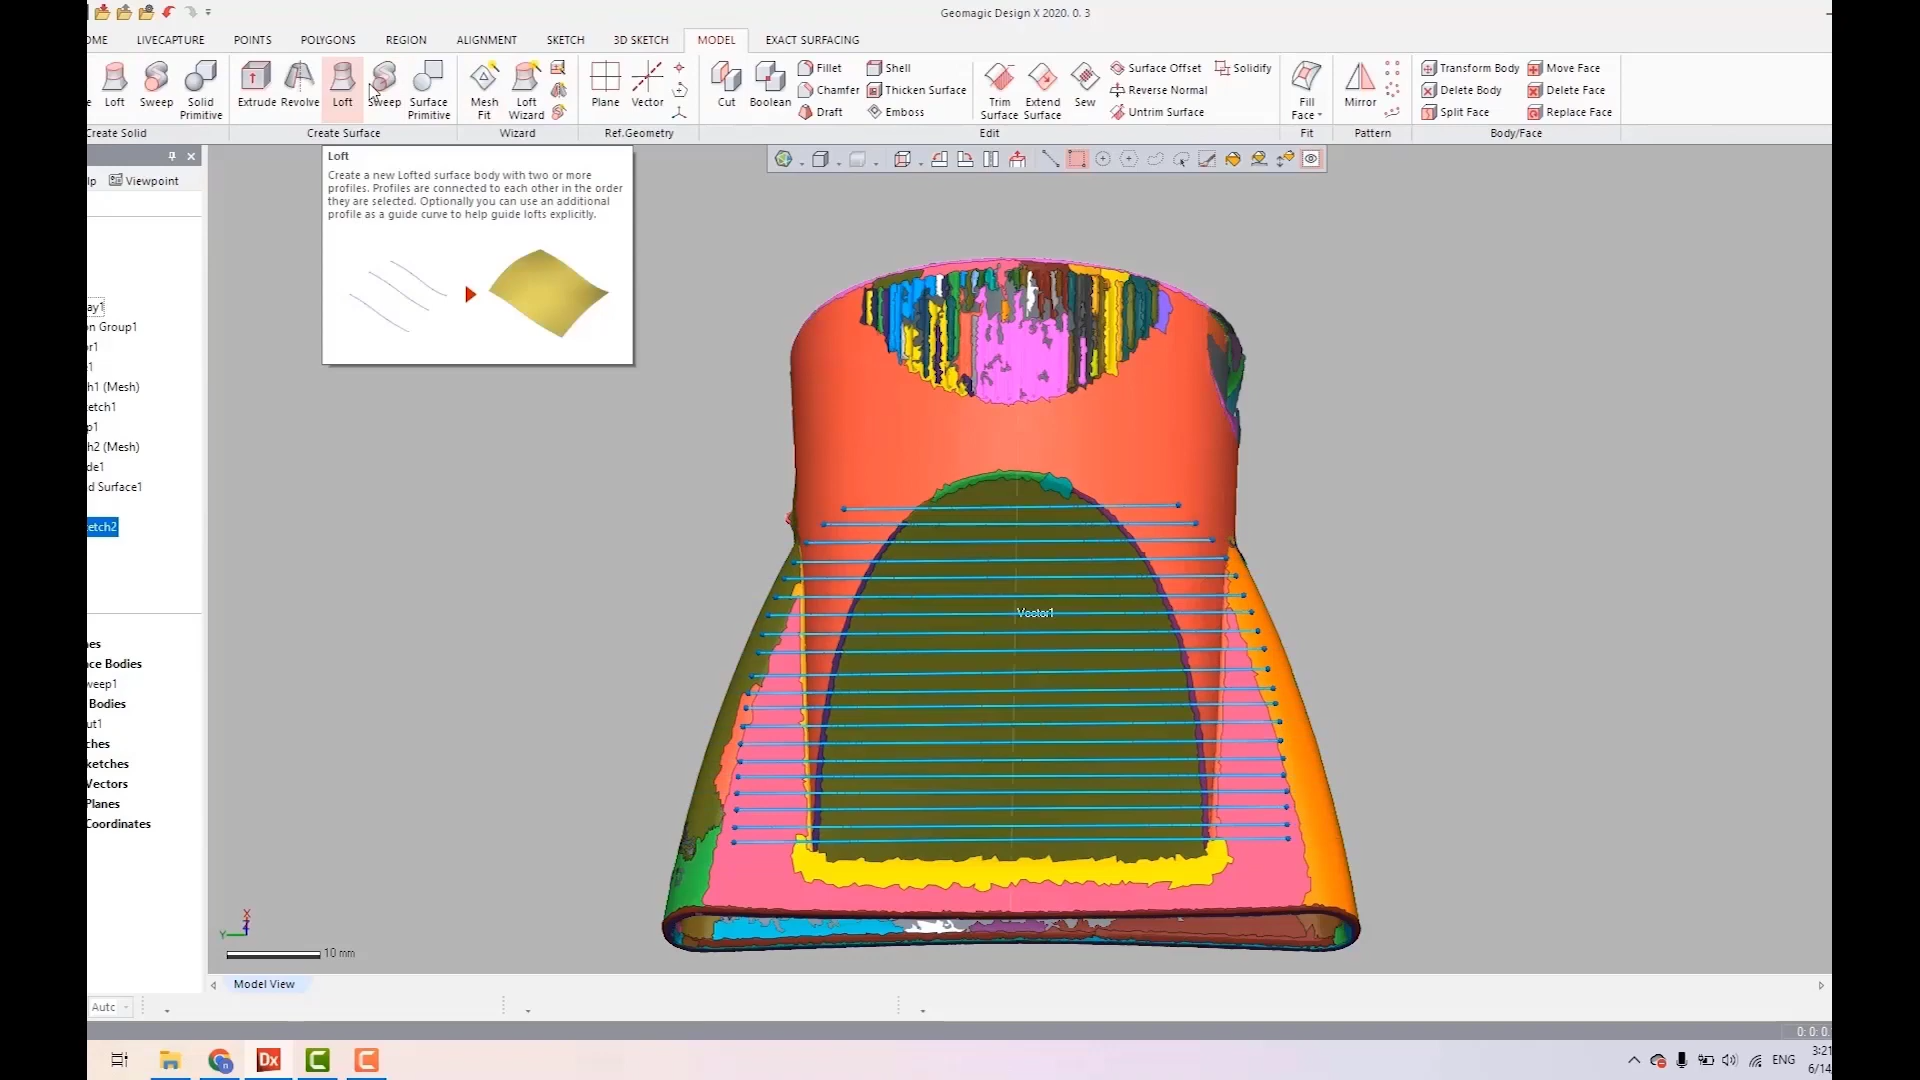 Geomagic Design X 2020. 0. 3
OME LIVECAPTURE POINTS POLYGONS REGION ALIGNMENT SKETCH 3D SKETCH MODEL EXACT SURFACING
Loft Sweep Solid Primitive
Create Solid
Extrude Revolve Loft Sweep Surface Primitive
Create Surface
Mesh Fit Loft Wizard
Wizard
Plane Vector
Ref.Geometry
Cut Boolean Fillet Chamfer Draft Shell Thicken Surface Emboss Trim Surface Extend Surface Sew Surface Offset Reverse Normal Untrim Surface Solidify
Edit
Fill Face
Fit
Mirror
Pattern
Transform Body Move Face
Delete Body Delete Face
Split Face Replace Face
Body/Face
Loft
Create a new Lofted surface body with two or more
profiles. Profiles are connected to each other in the order
they are selected. Optionally you can use an additional
profile as a guide curve to help guide lofts explicitly.
lp Viewpoint
ay1
on Group1
or1
e1
h1 (Mesh)
etch1
p1
h2 (Mesh)
de1
d Surface1
etch2
nes
ace Bodies
weep1
Bodies
ut1
ches
ketches
Vectors
Planes
Coordinates
Vector1
X
Y
10 mm
Model View
Autc
0: 0: 0.
ENG
3:21
6/14
Dx